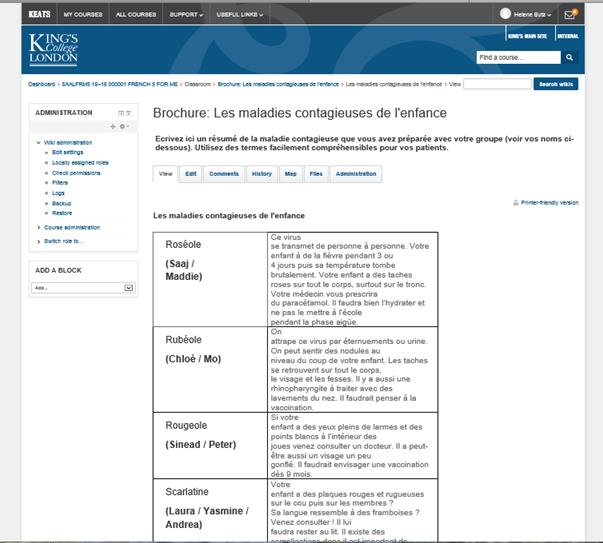 KEATS MY COURSES ALL COURSES SUPPORT USEFUL LINKS Helene Butz
KING'S College LONDON
KING'S MAIN SITE INTERNAL
Find a course...
Dashboard SAALFRMS 15~16 000001 FRENCH 5 FOR ME Classroom Brochure: Les maladies contagieuses de l'enfance Les maladies contagieuses de l'enfance View Search wikis
ADMINISTRATION
Wiki administration
Edit settings
Locally assigned roles
Check permissions
Filters
Logs
Backup
Restore
Course administration
Switch role to...
ADD A BLOCK
Add...
Brochure: Les maladies contagieuses de l'enfance
Ecrivez ici un résumé de la maladie contagieuse que vous avez préparée avec votre groupe (voir vos noms ci-
dessous). Utilisez des termes facilement compréhensibles pour vos patients.
View Edit Comments History Map Files Administration
Printer-friendly version
Les maladies contagieuses de l'enfance
Roséole
(Saaj /
Maddie)
Ce virus
se transmet de personne à personne. Votre
enfant à de la fièvre pendant 3 ou
4 jours puis sa température tombe
brutalement. Votre enfant a des taches
roses sur tout le corps, surtout sur le tronc.
Votre médecin vous prescrira
du paracétamol. Il faudra bien l'hydrater et
ne pas le mettre à l'école
pendant la phase aigüe.
Rubéole
(Chloé / Mo)
On
attrape ce virus par éternuements ou urine.
On peut sentir des nodules au
niveau du coup de votre enfant. Les taches
se retrouvent sur tout le corps,
le visage et les fesses. Il y a aussi une
rhinopharyngite à traiter avec des
lavements du nez. Il faudrait penser à la
vaccination.
Rougeole
(Sinead / Peter)
Si votre
enfant a des yeux pleins de larmes et des
points blancs à l'intérieur des
joues venez consulter un docteur. Il a peut-
être aussi un visage un peu
gonflé. Il faudrait envisager une vaccination
dès 9 mois.
Scarlatine
(Laura / Yasmine /
Andrea)
Votre
enfant a des plaques rouges et rugueuses
sur le cou puis sur les membres ?
Sa langue ressemble à des framboises ?
Venez consulter ! Il lui
faudra rester au lit. Il existe des
complications donc il est important de